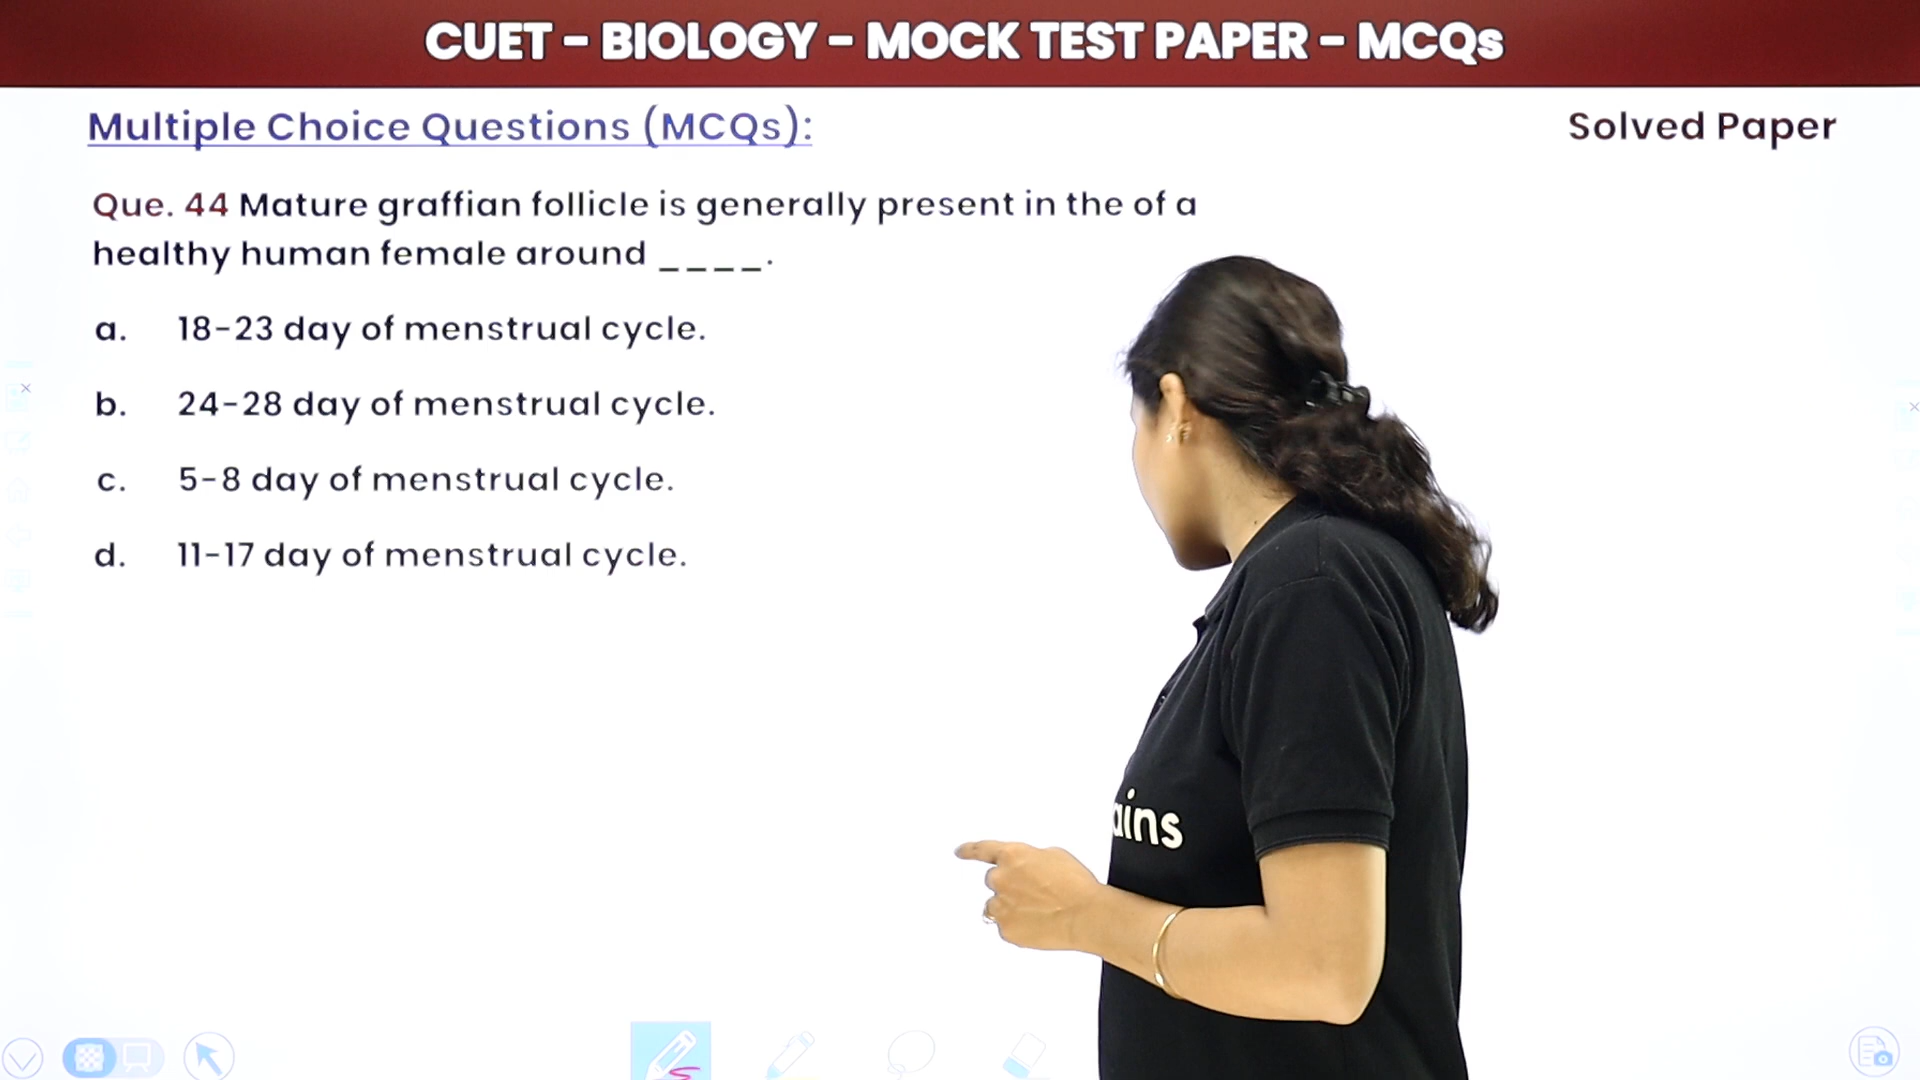 CUET - BIOLOGY - MOCK TEST PAPER - MCQs
Multiple Choice Questions (MCQs):
Solved Paper
Que. 44 Mature graffian follicle is generally present in the of a
healthy human female around ____.
a. 18-23 day of menstrual cycle.
b. 24-28 day of menstrual cycle.
c. 5-8 day of menstrual cycle.
d. 11-17 day of menstrual cycle.
ains